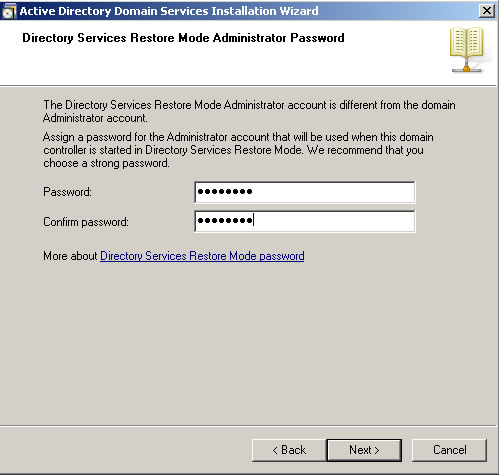 Active Directory Domain Services Installation Wizard
Directory Services Restore Mode Administrator Password
The Directory Services Restore Mode Administrator account is different from the domain
Administrator account.
Assign a password for the Administrator account that will be used when this domain
controller is started in Directory Services Restore Mode. We recommend that you
choose a strong password.
Password: ●●●●●●●●
Confirm password: ●●●●●●●●
More about Directory Services Restore Mode password
< Back Next > Cancel